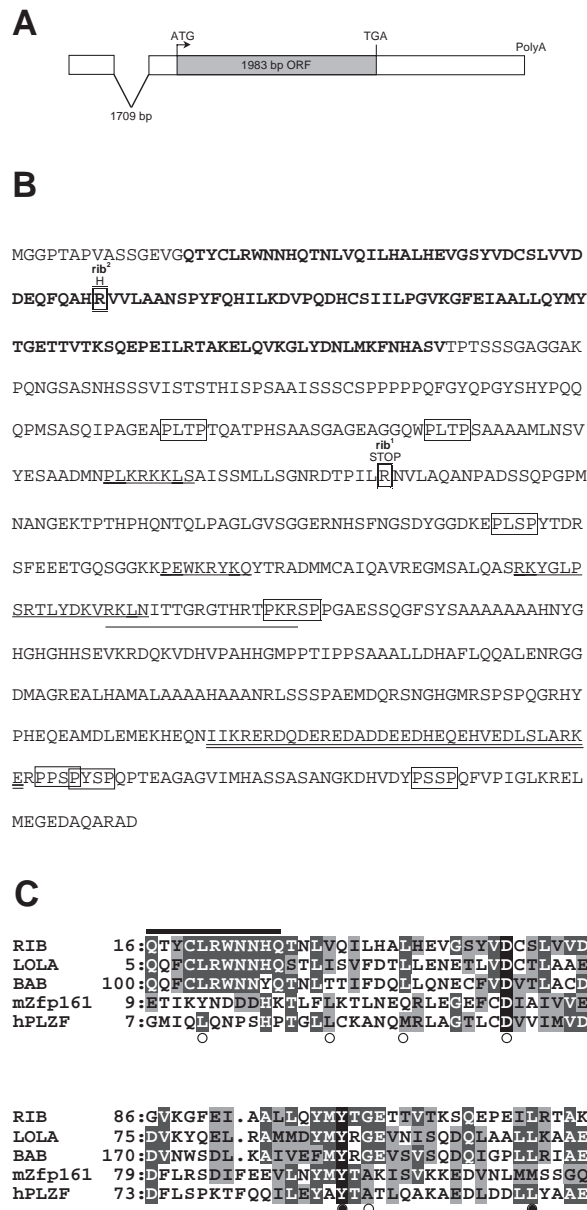 A
ATG
TGA
PolyA
1983 bp ORF
1709 bp
B
MGGPTAPVASSGEVGQTYCLRWNNHQTNLVQILHALHEVGSYVDCSLVVD
rib2
H
DEQFQAHRVVLAANSPYFQHILKDVPQDHCSIILPGVKGFEIAALLQYMY
TGETTVTKSQEPEILRTAKELQVKGLYDNLMKFNHASVTPTSSSGAGGAK
PQNGSASNHSSSVISTSTHISPSAAISSSCSPPPPPQFGYQPGYSHYPQQ
QPMSASQIPAGEAPLTPTQATPHSAASGAGEAGGQWPLTPSAAAAMLNSV
rib1
STOP
YESAADMNPLKRKKLSAISSMLLSGNRDTPILRNVLAQANPADSSQPGPM
NANGEKTPTHPHQNTQLPAGLGVSGGERNHSFNGSDYGGDKEPLSPYTDR
SFEEETGQSGGKKPEWKRYKQYTRADMMCAIQAVREGMSALQASRKYGLP
SRTLYDKVRKLNITTGRGTHRTPKRSPPGAESSQGFSYSAAAAAAAHNYG
HGHGHHSEVKRDQKVDHVPAHHGMPPTIPPSAAALLDHAFLQQALENRGG
DMAGREALHAMALAAAAHAAANRLSSSPAEMDQRSNGHGMRSPSPQGRHY
PHEQEAMDLEMEKHEQNIIKRERDQDEREDADDEEDHEQEHVEDLSLARK
ERPPSPYSPQPTEAGAGVIMHASSASANGKDHVDYPSSPQFVPIGLKREL
MEGEDAQARAD
C
RIB 16:QTYCLRWNNHQTNLVQILHALHEVGSYVDCSLVVD
LOLA 5:QQFCLRWNNHQSTLISVFDTLLENETLVDCTLAAE
BAB 100:QQFCLRWNNYQTNLTTIFDQLLQNECFVDVTLACD
mZfp161 9:ETIKYNDDDHKTLFLKTLNEQRLEGEFCDIAIVVE
hPLZF 7:GMIQLQNPSHPTGLLCKANQMRLAGTLCDVVIMVD
RIB 86:GVKGFEI.AALLQYMYTGETTVTKSQEPEILRTAK
LOLA 75:DVKYQEL.RAMMDYMYRGEVNISQDQLAALLKAAE
BAB 170:DVNWSDL.KAIVEFMYRGEVSVSQDQIGPLLRIAE
mZfp161 79:DFLRSDIFEEVLNYMYTAKISVKKEDVNLMMSSGQ
hPLZF 73:DFLSPKTFQQILEYAYTATLQAKAEDLDDLLYAAE